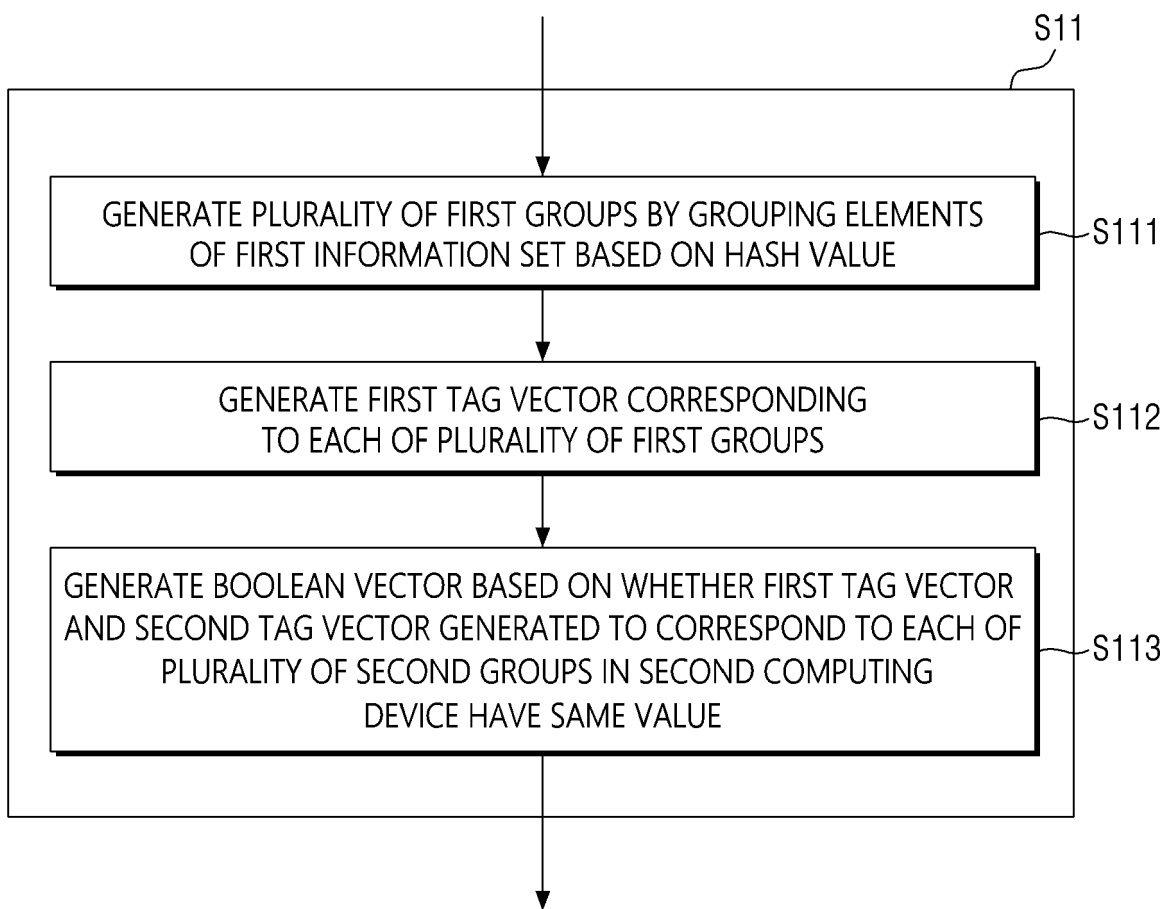 S11
GENERATE PLURALITY OF FIRST GROUPS BY GROUPING ELEMENTS
OF FIRST INFORMATION SET BASED ON HASH VALUE
S111
GENERATE FIRST TAG VECTOR CORRESPONDING
TO EACH OF PLURALITY OF FIRST GROUPS
S112
GENERATE BOOLEAN VECTOR BASED ON WHETHER FIRST TAG VECTOR
AND SECOND TAG VECTOR GENERATED TO CORRESPOND TO EACH OF
PLURALITY OF SECOND GROUPS IN SECOND COMPUTING
DEVICE HAVE SAME VALUE
S113